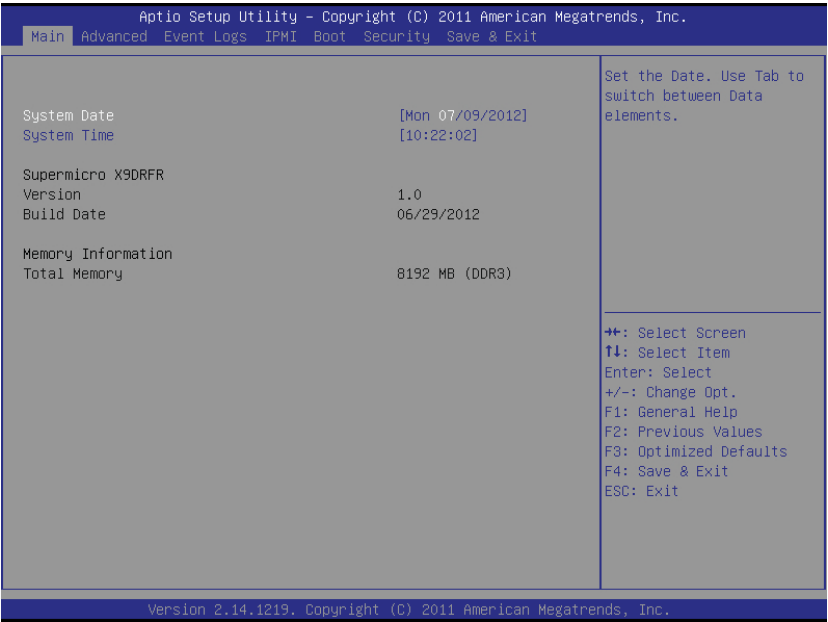 Aptio Setup Utility – Copyright (C) 2011 American Megatrends, Inc.
Main Advanced Event Logs IPMI Boot Security Save & Exit
System Date [Mon 07/09/2012]
System Time [10:22:02]
Supermicro X9DRFR
Version 1.0
Build Date 06/29/2012
Memory Information
Total Memory 8192 MB (DDR3)
Set the Date. Use Tab to
switch between Data
elements.
→←: Select Screen
↑↓: Select Item
Enter: Select
+/-: Change Opt.
F1: General Help
F2: Previous Values
F3: Optimized Defaults
F4: Save & Exit
ESC: Exit
Version 2.14.1219. Copyright (C) 2011 American Megatrends, Inc.